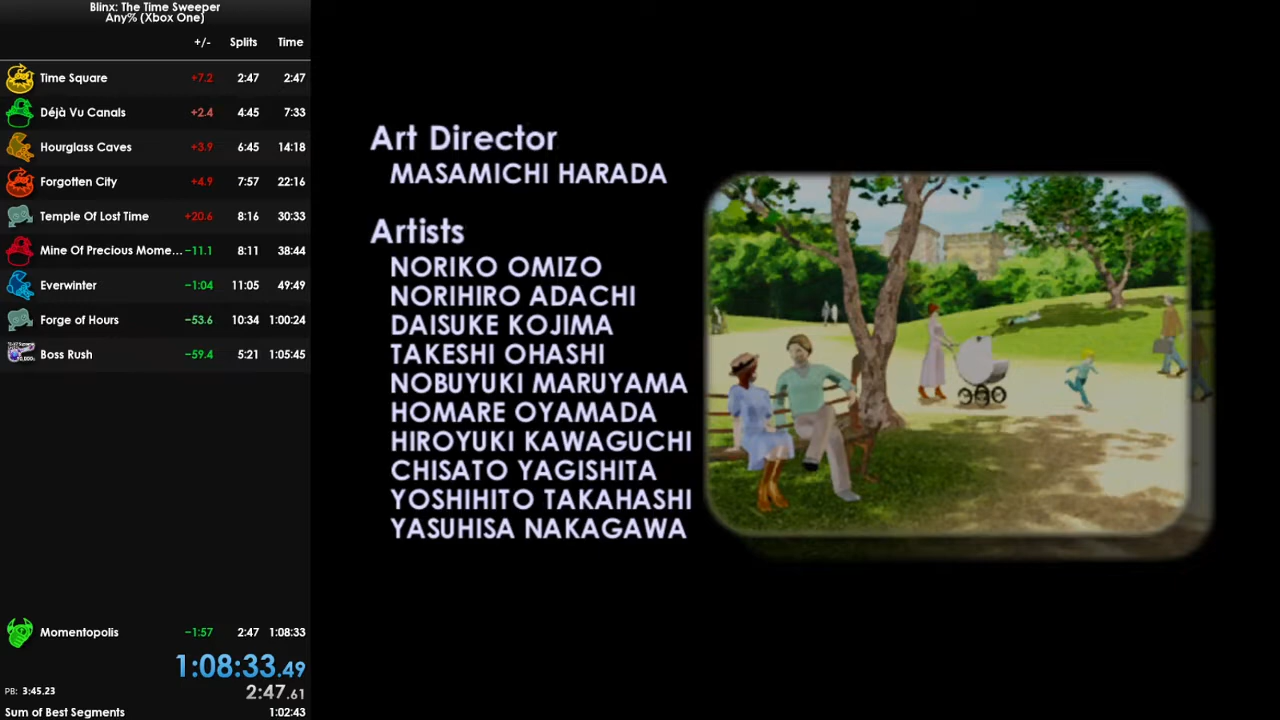 Blinx: The Time Sweeper
Any% (Xbox One)
+/- Splits Time
Time Square +7.2 2:47 2:47
Déjà Vu Canals +2.4 4:45 7:33
Hourglass Caves +3.9 6:45 14:18
Forgotten City +4.9 7:57 22:16
Temple Of Lost Time +20.6 8:16 30:33
Mine Of Precious Mome... −11.1 8:11 38:44
Everwinter −1:04 11:05 49:49
Forge of Hours −53.6 10:34 1:00:24
Boss Rush −59.4 5:21 1:05:45
Momentopolis −1:57 2:47 1:08:33
1:08:33.49
PB: 3:45.23 2:47.61
Sum of Best Segments 1:02:43
Art Director
MASAMICHI HARADA
Artists
NORIKO OMIZO
NORIHIRO ADACHI
DAISUKE KOJIMA
TAKESHI OHASHI
NOBUYUKI MARUYAMA
HOMARE OYAMADA
HIROYUKI KAWAGUCHI
CHISATO YAGISHITA
YOSHIHITO TAKAHASHI
YASUHISA NAKAGAWA